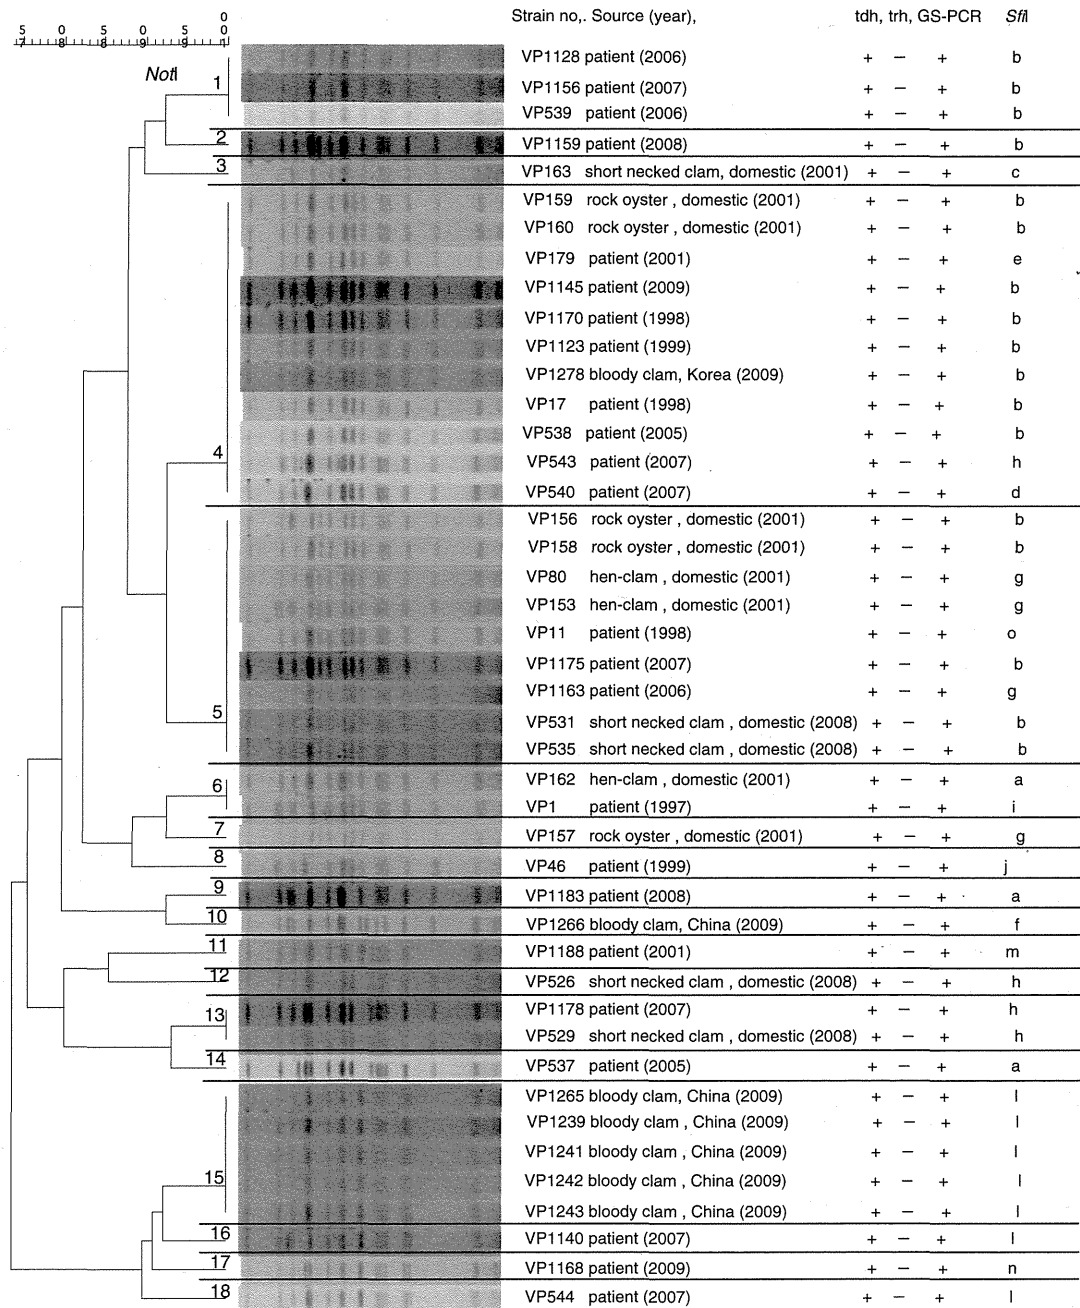 Strain no,. Source (year), tdh, trh, GS-PCR SfiI
75 80 85 90 95 100
NotI
VP1128 patient (2006) + − + b
1 VP1156 patient (2007) + − + b
VP539 patient (2006) + − + b
2 VP1159 patient (2008) + − + b
3 VP163 short necked clam, domestic (2001) + − + c
VP159 rock oyster , domestic (2001) + − + b
VP160 rock oyster , domestic (2001) + − + b
VP179 patient (2001) + − + e
VP1145 patient (2009) + − + b
VP1170 patient (1998) + − + b
VP1123 patient (1999) + − + b
VP1278 bloody clam, Korea (2009) + − + b
VP17 patient (1998) + − + b
VP538 patient (2005) + − + b
4 VP543 patient (2007) + − + h
VP540 patient (2007) + − + d
VP156 rock oyster , domestic (2001) + − + b
VP158 rock oyster , domestic (2001) + − + b
VP80 hen-clam , domestic (2001) + − + g
VP153 hen-clam , domestic (2001) + − + g
VP11 patient (1998) + − + o
VP1175 patient (2007) + − + b
VP1163 patient (2006) + − + g
5 VP531 short necked clam , domestic (2008) + − + b
VP535 short necked clam , domestic (2008) + − + b
6 VP162 hen-clam , domestic (2001) + − + a
VP1 patient (1997) + − + i
7 VP157 rock oyster , domestic (2001) + − + g
8 VP46 patient (1999) + − + j
9 VP1183 patient (2008) + − + a
10 VP1266 bloody clam, China (2009) + − + f
11 VP1188 patient (2001) + − + m
12 VP526 short necked clam , domestic (2008) + − + h
13 VP1178 patient (2007) + − + h
VP529 short necked clam , domestic (2008) + − + h
14 VP537 patient (2005) + − + a
VP1265 bloody clam, China (2009) + − + l
VP1239 bloody clam , China (2009) + − + l
VP1241 bloody clam , China (2009) + − + l
15 VP1242 bloody clam , China (2009) + − + l
VP1243 bloody clam , China (2009) + − + l
16 VP1140 patient (2007) + − + l
17 VP1168 patient (2009) + − + n
18 VP544 patient (2007) + − + l